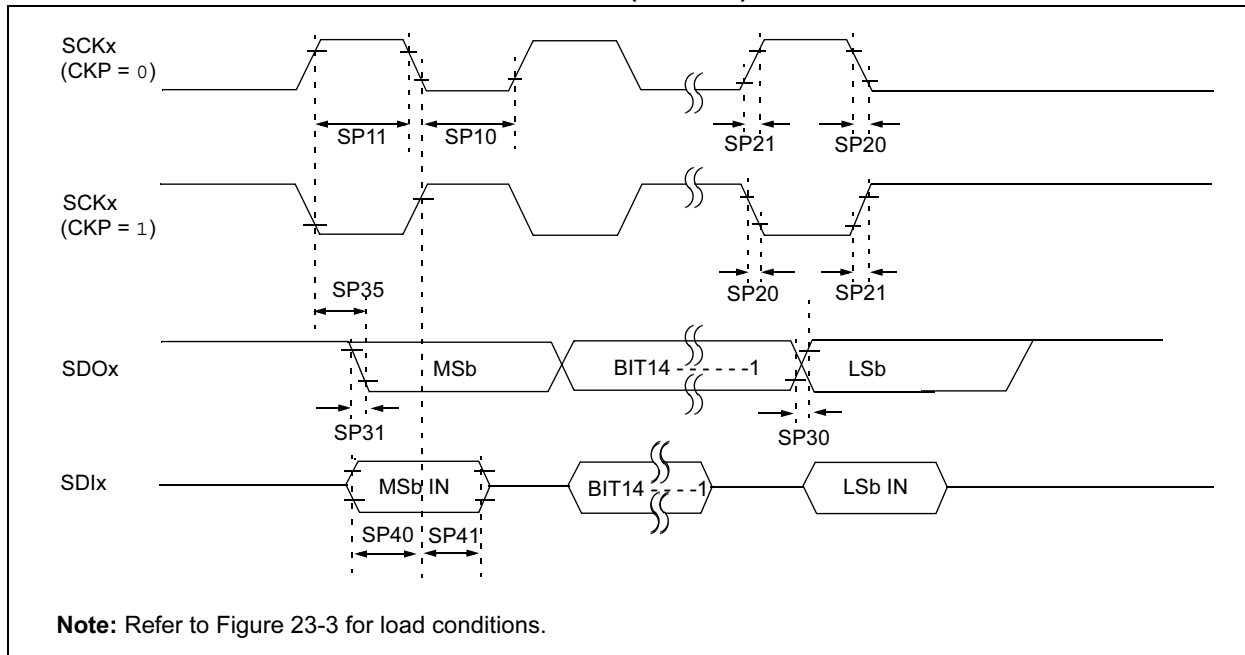 SCKx
(CKP = 0)
SP11
SP10
SP21
SP20
SCKx
(CKP = 1)
SP35
SP20
SP21
SDOx
MSb
BIT14 - - - - - -1
LSb
SP31
SP30
SDIx
MSb IN
BIT14 - - - -1
LSb IN
SP40
SP41
Note: Refer to Figure 23-3 for load conditions.